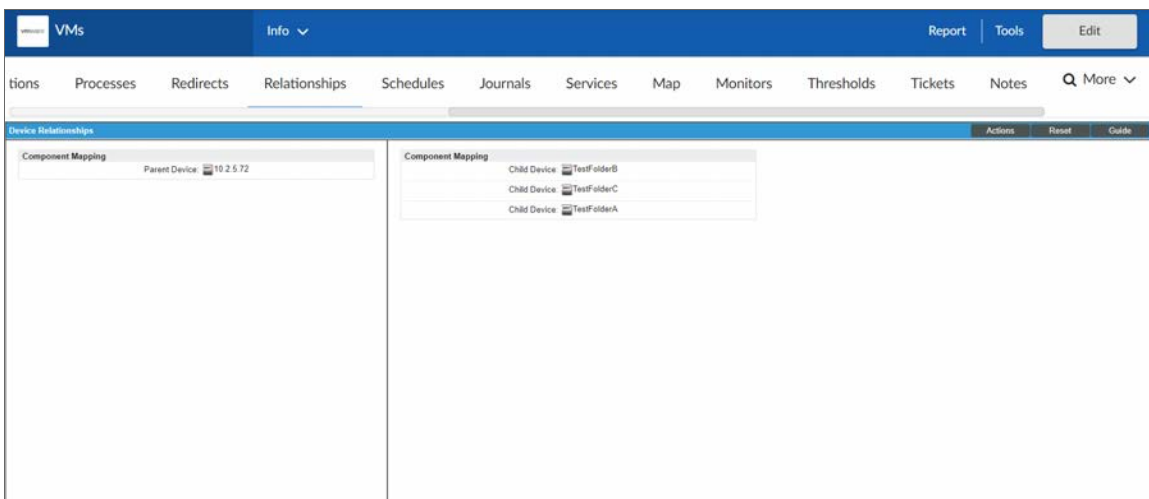 vmware VMs Info Report Tools Edit
tions Processes Redirects Relationships Schedules Journals Services Map Monitors Thresholds Tickets Notes More
Device Relationships Actions Reset Guide
Component Mapping
Parent Device: 10.2.5.72
Component Mapping
Child Device: TestFolderB
Child Device: TestFolderC
Child Device: TestFolderA